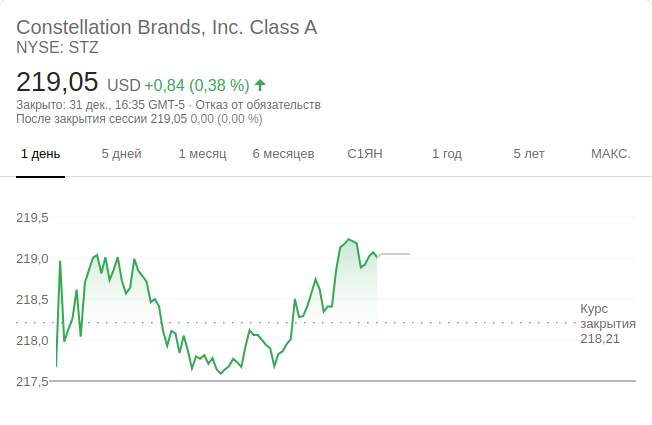 Constellation Brands, Inc. Class A
NYSE: STZ
219,05 USD +0,84 (0,38 %)
Закрыто: 31 дек., 16:35 GMT-5 · Отказ от обязательств
После закрытия сессии 219,05 0,00 (0,00 %)
1 день 5 дней 1 месяц 6 месяцев С1ЯН 1 год 5 лет МАКС.
219,5
219,0
218,5
218,0
217,5
Курс
закрытия
218,21